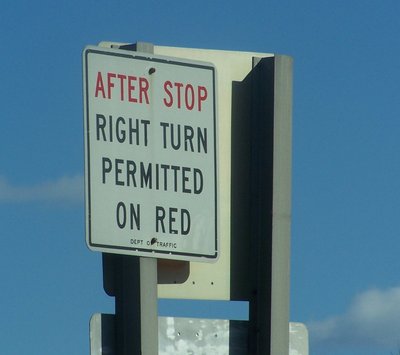 AFTER STOP
RIGHT TURN
PERMITTED
ON RED
DEPT OF TRAFFIC